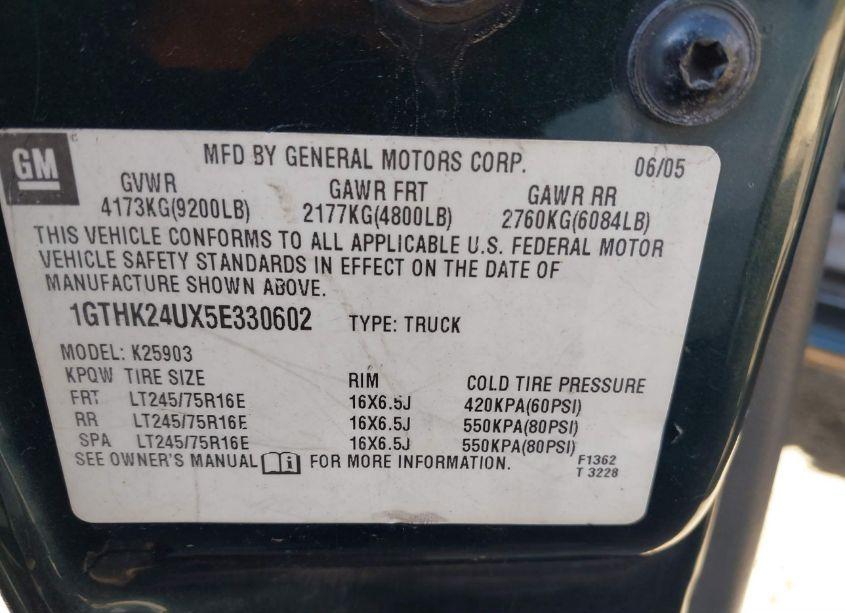 GM
MFD BY GENERAL MOTORS CORP. 06/05
GVWR GAWR FRT GAWR RR
4173KG(9200LB) 2177KG(4800LB) 2760KG(6084LB)
THIS VEHICLE CONFORMS TO ALL APPLICABLE U.S. FEDERAL MOTOR
VEHICLE SAFETY STANDARDS IN EFFECT ON THE DATE OF
MANUFACTURE SHOWN ABOVE.
1GTHK24UX5E330602 TYPE: TRUCK
MODEL: K25903
KPQW TIRE SIZE RIM COLD TIRE PRESSURE
FRT LT245/75R16E 16X6.5J 420KPA(60PSI)
RR LT245/75R16E 16X6.5J 550KPA(80PSI)
SPA LT245/75R16E 16X6.5J 550KPA(80PSI)
SEE OWNER'S MANUAL i FOR MORE INFORMATION. F1362
T 3228